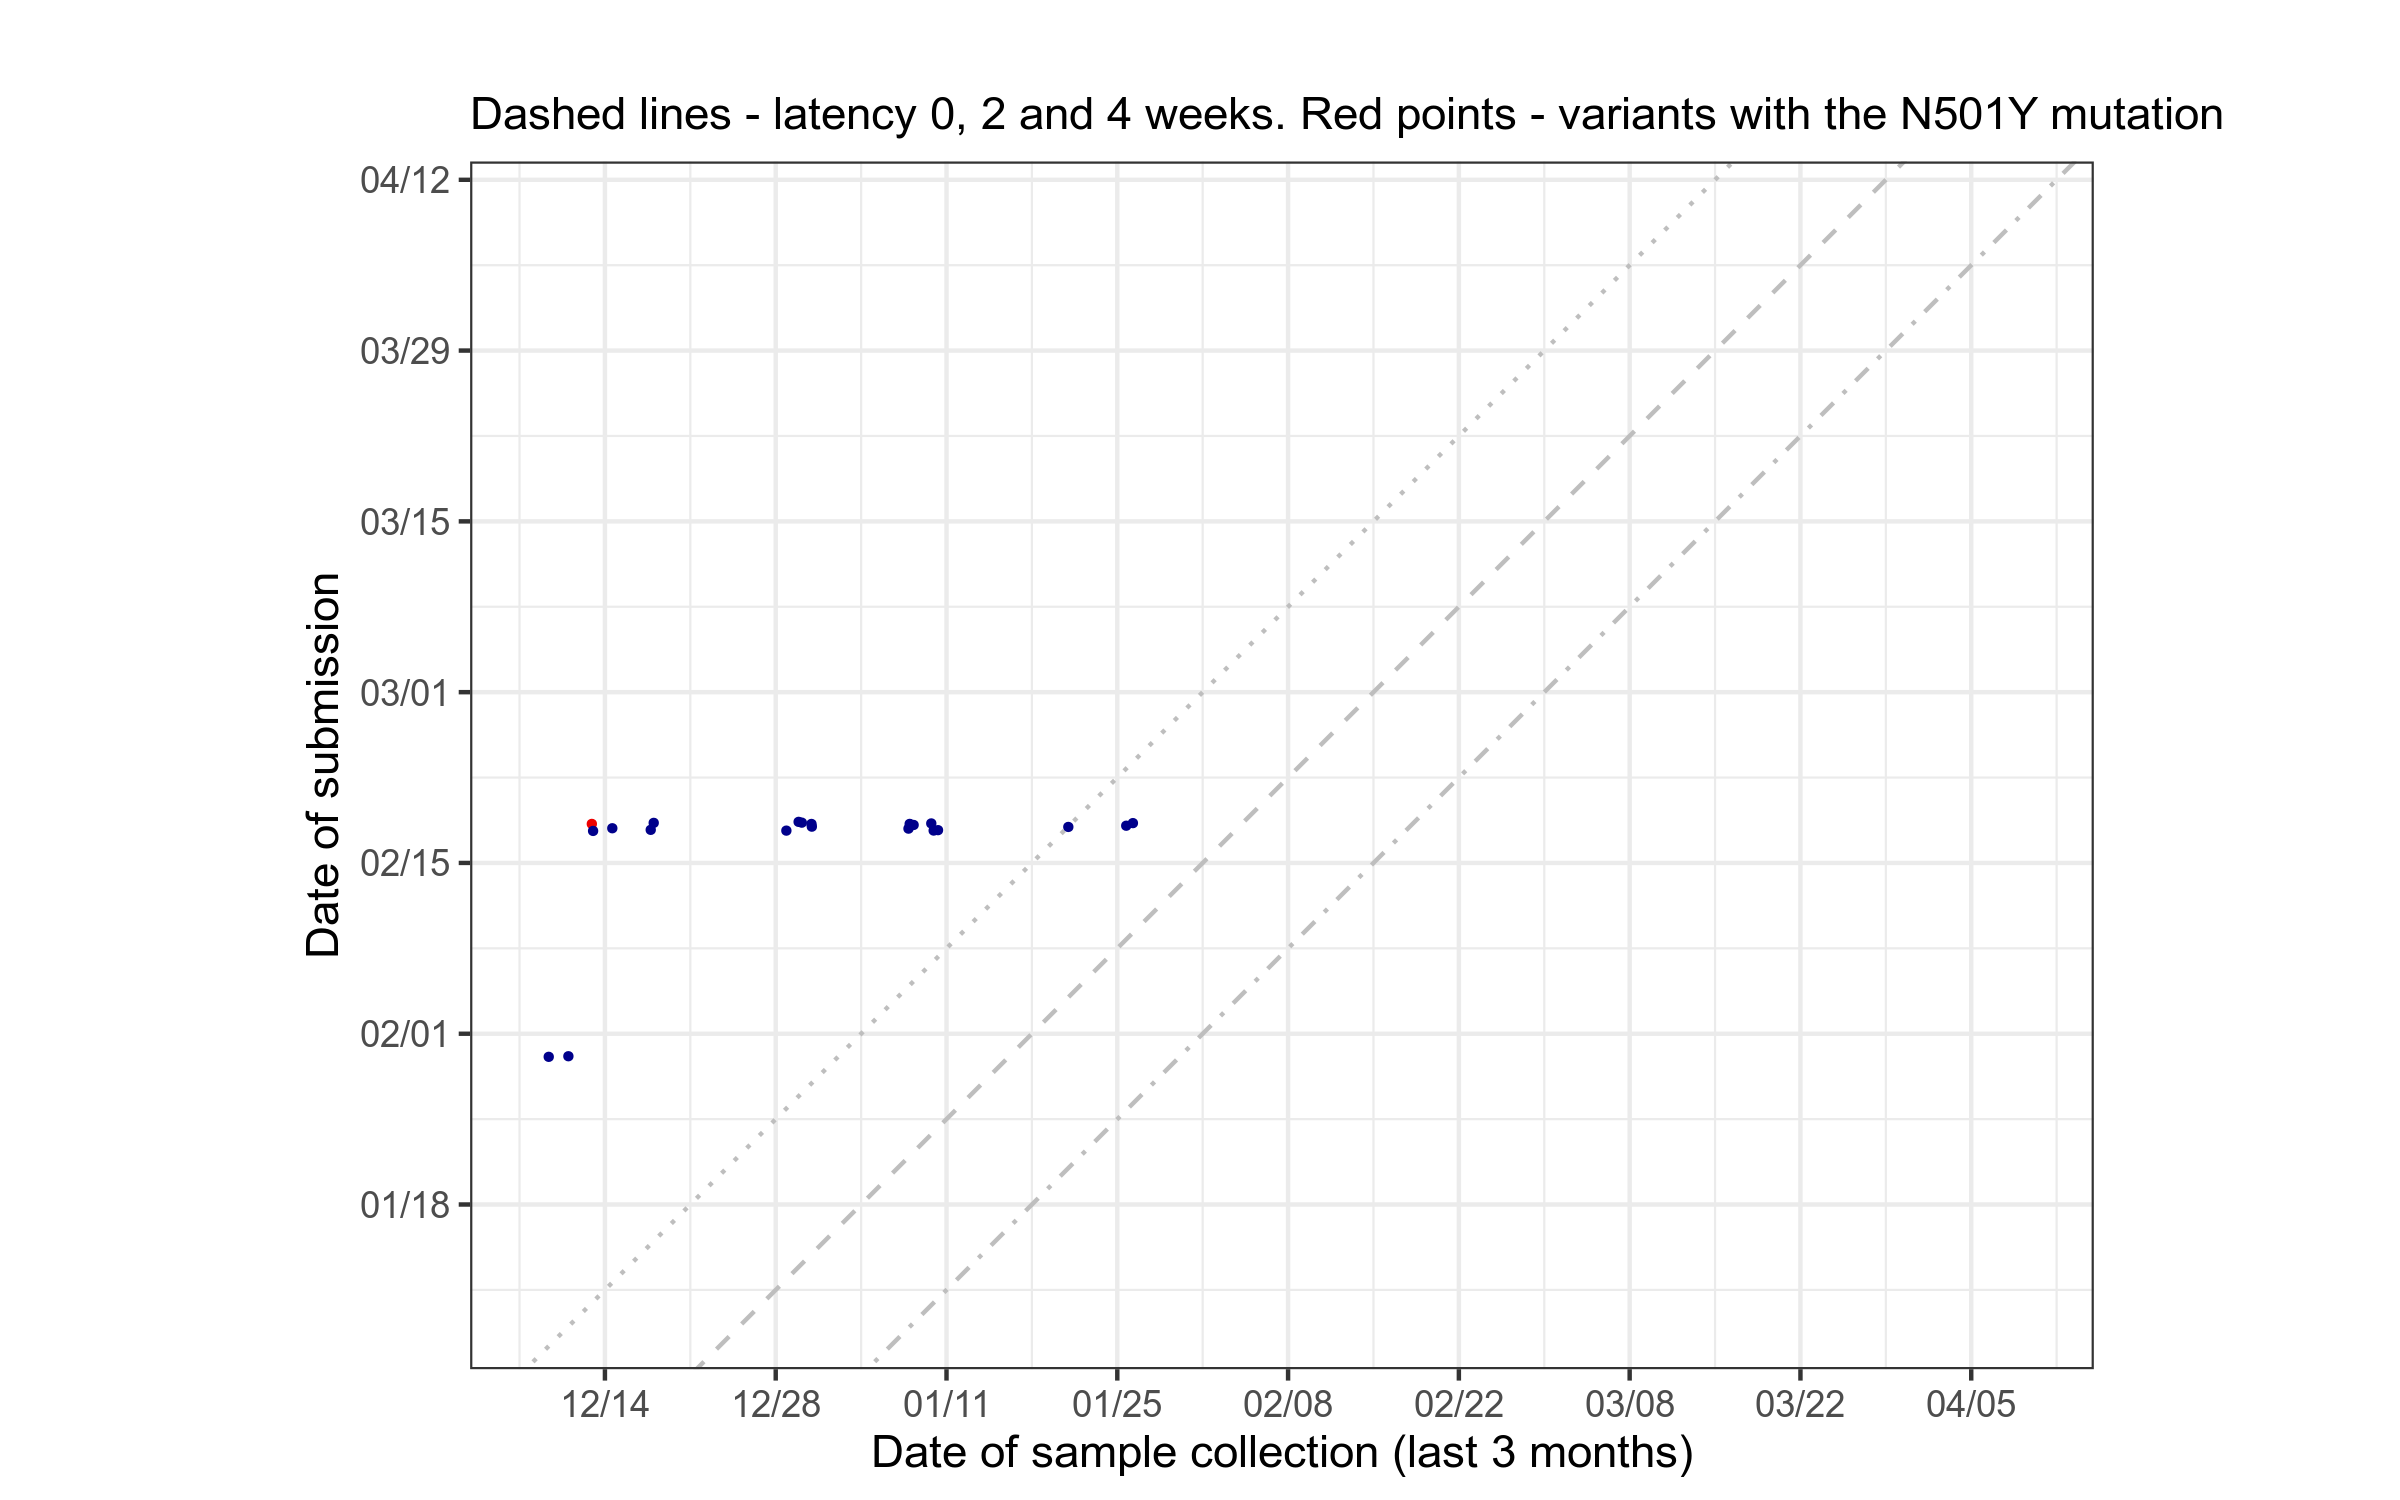 Dashed lines - latency 0, 2 and 4 weeks. Red points - variants with the N501Y mutation
04/12
03/29
03/15
03/01
02/15
02/01
01/18
Date of submission
12/14 12/28 01/11 01/25 02/08 02/22 03/08 03/22 04/05
Date of sample collection (last 3 months)